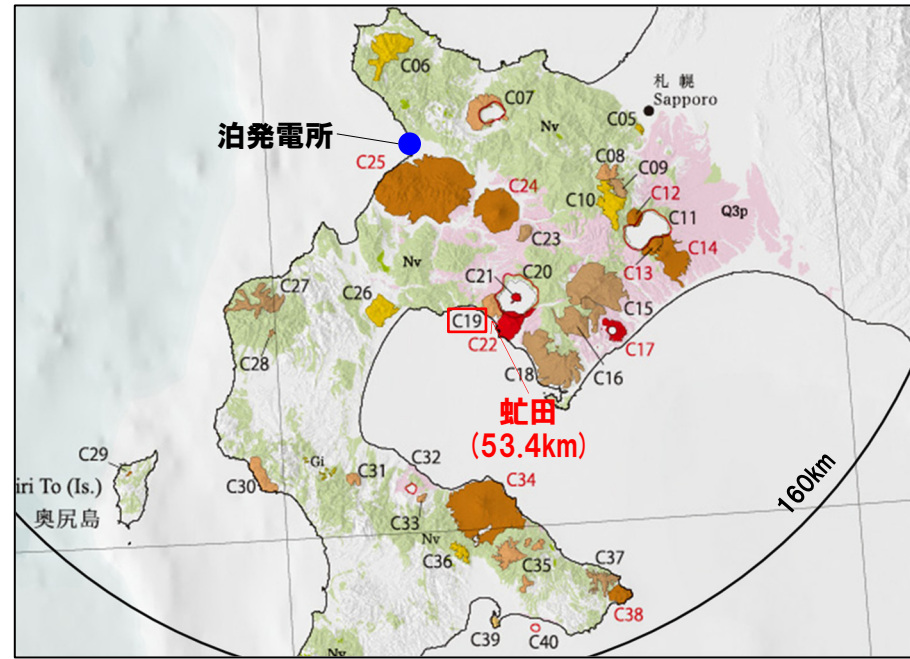 C06
C07
札幌
Sapporo
Nv
C05
泊発電所
C25
C08
C09
C24
C10
C12
C11
Q3p
C23
C13
C14
Nv
C21
C20
C27
C26
C15
C19
C22
C17
C28
C18
C16
虻田
(53.4km)
C29
C32
C34
160km
Gi
C31
iri To (Is.)
C30
奥尻島
C33
Nv
C36
C35
C37
C38
C39
C40
Nv